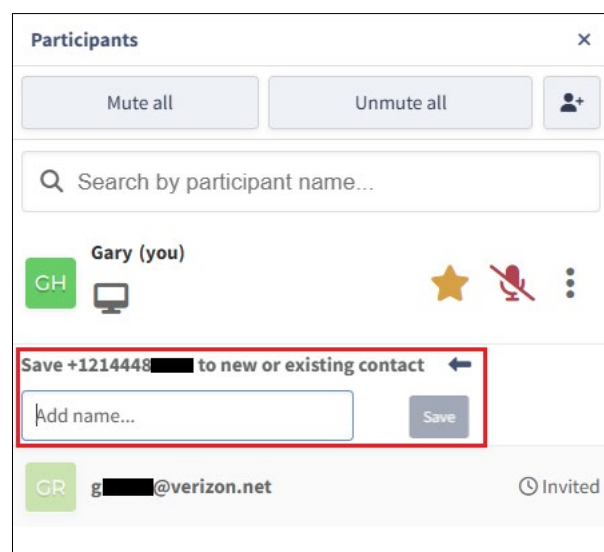 Participants
Mute all
Unmute all
Search by participant name...
Gary (you)
GH
Save +1214448 to new or existing contact
Add name...
Save
GR
g @verizon.net
Invited